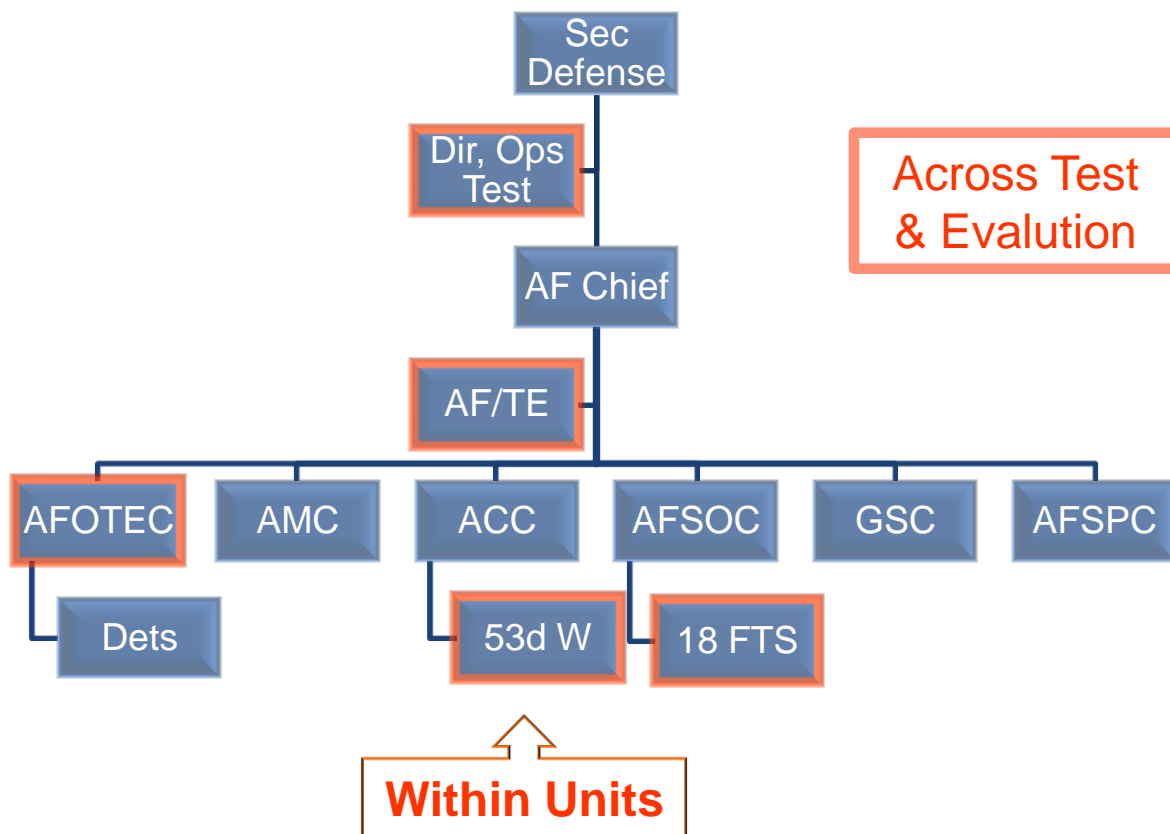 Sec
Defense
Dir, Ops
Test
Across Test
& Evalution
AF Chief
AF/TE
AFOTEC
AMC
ACC
AFSOC
GSC
AFSPC
Dets
53d W
18 FTS
Within Units